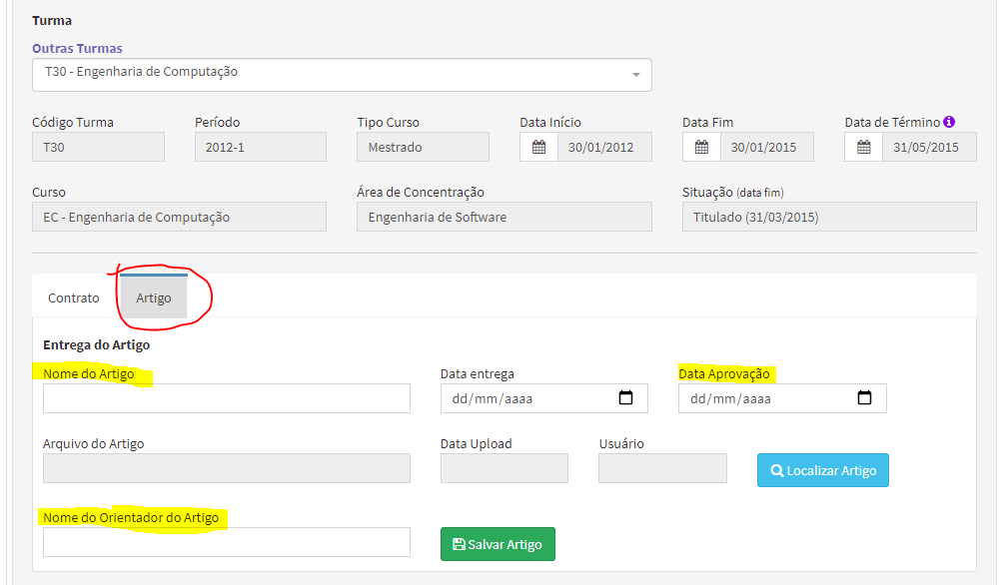 Turma
Outras Turmas
T30 - Engenharia de Computação
Código Turma Período Tipo Curso Data Início Data Fim Data de Término
T30 2012-1 Mestrado 30/01/2012 30/01/2015 31/05/2015
Curso Área de Concentração Situação (data fim)
EC - Engenharia de Computação Engenharia de Software Titulado (31/03/2015)
Contrato Artigo
Entrega do Artigo
Nome do Artigo Data entrega Data Aprovação
dd/mm/aaaa dd/mm/aaaa
Arquivo do Artigo Data Upload Usuário
Localizar Artigo
Nome do Orientador do Artigo
Salvar Artigo